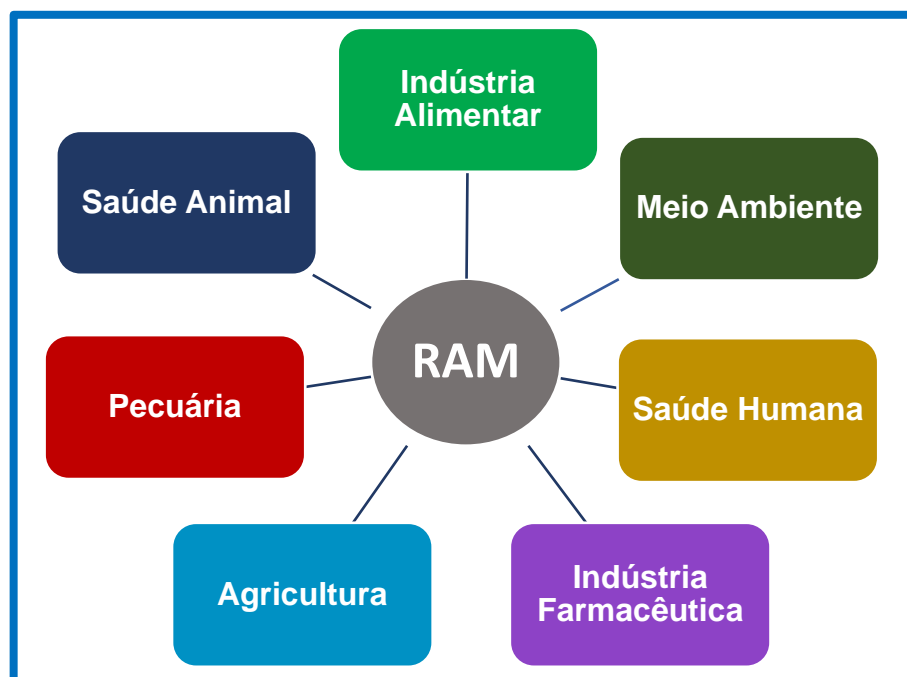 Indústria
Alimentar
Saúde Animal
Meio Ambiente
RAM
Pecuária
Saúde Humana
Agricultura
Indústria
Farmacêutica